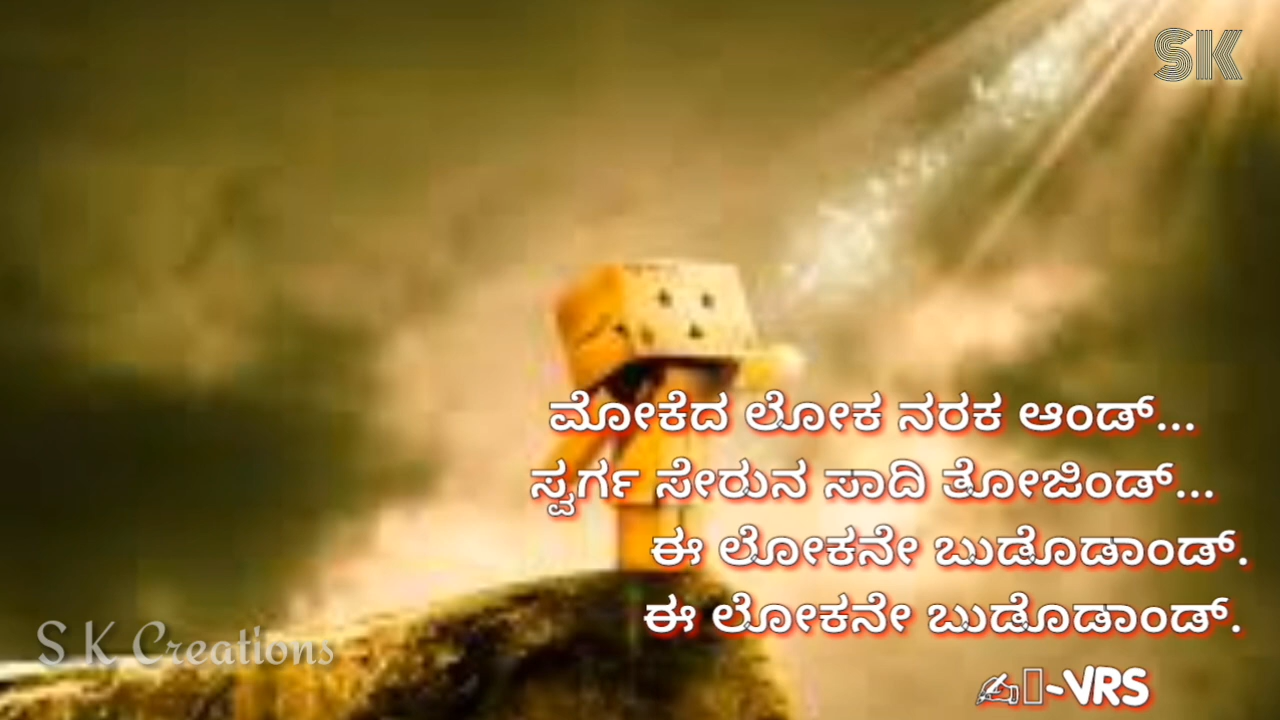 SK
ಮೋಕೆದ ಲೋಕ ನರಕ ಆಂಡ್...
ಸ್ವರ್ಗ ಸೇರುನ ಸಾದಿ ತೋಜಿಂಡ್...
ಈ ಲೋಕನೇ ಬುಡೊಡಾಂಡ್.
ಈ ಲೋಕನೇ ಬುಡೊಡಾಂಡ್.
S K Creations
✍️~VRS